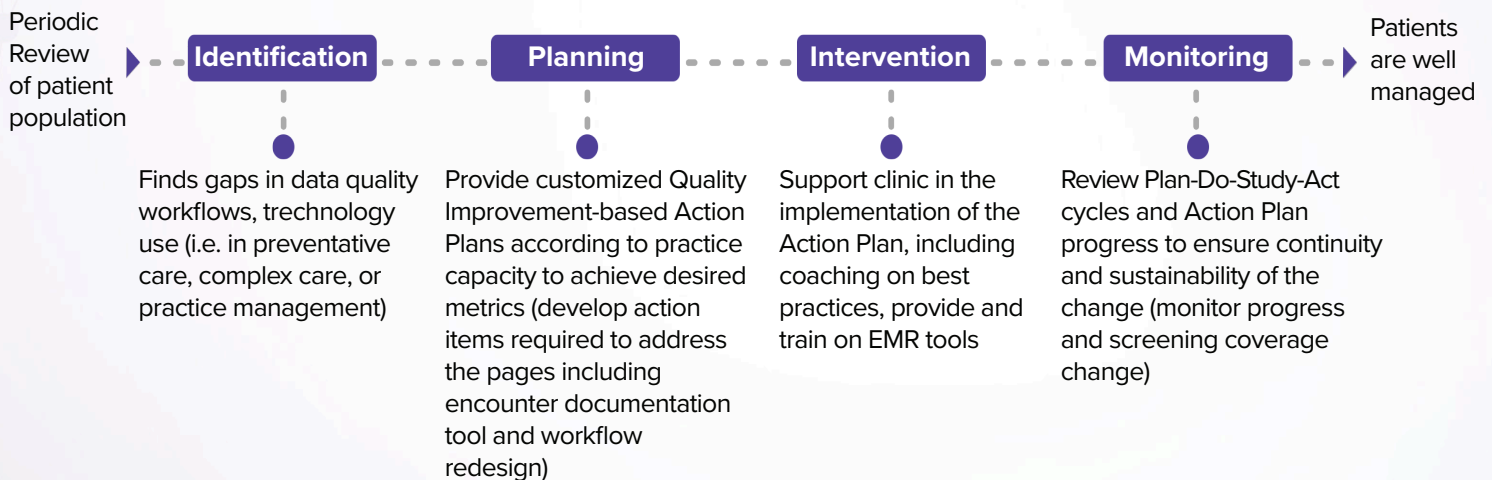 Periodic
Review
of patient
population
Identification
Planning
Intervention
Monitoring
Patients
are well
managed
Finds gaps in data quality
workflows, trechnology
use (i.e. in preventative
care, complex care, or
practice management)
Provide customized Quality
Improvement-based Action
Plans according to practice
capacity to achieve desired
metrics (develop action
items required to address
the pages including
encounter documentation
tool and workflow
redesign)
Support clinic in the
implementation of the
Action Plan, including
coaching on best
practices, provide and
train on EMR tools
Review Plan-Do-Study-Act
cycles and Action Plan
progress to ensure continuity
and sustainability of the
change (monitor progress
and screening coverage
change)